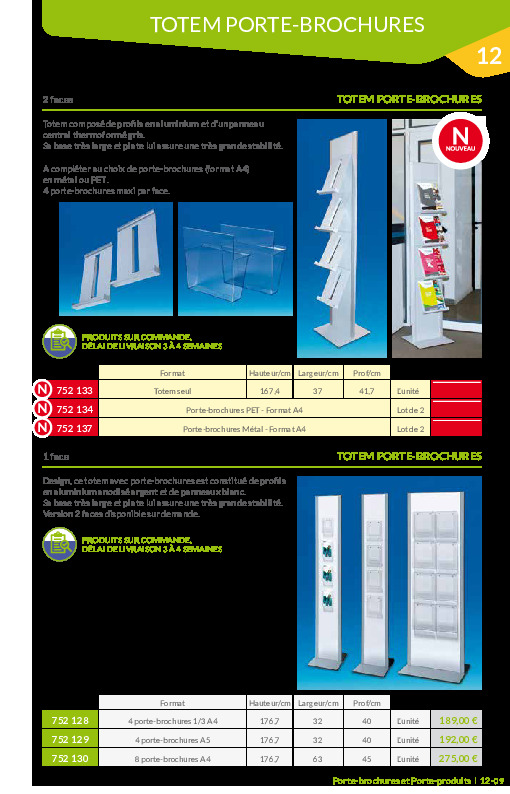 TOTEM PORTE-BROCHURES
12
2 faces
TOTEM PORTE-BROCHURES
Totem composé de profils en aluminium et d'un panneau
central thermoformé gris.
Sa base très large et plate lui assure une très grande stabilité.
A compléter au choix de porte-brochures (format A4)
en métal ou PET.
4 porte-brochures maxi par face.
N
NOUVEAU
PRODUITS SUR COMMANDE,
DÉLAI DE LIVRAISON 3 À 4 SEMAINES
Format Hauteur/cm Largeur/cm Prof/cm
N 752 133 Totem seul 167,4 37 41,7 L'unité
N 752 134 Porte-brochures PET - Format A4 Lot de 2
N 752 137 Porte-brochures Métal - Format A4 Lot de 2
1 face
TOTEM PORTE-BROCHURES
Design, ce totem avec porte-brochures est constitué de profils
en aluminium anodisé argent et de panneaux blanc.
Sa base très large et plate lui assure une très grande stabilité.
Version 2 faces disponible sur demande.
PRODUITS SUR COMMANDE,
DÉLAI DE LIVRAISON 3 À 4 SEMAINES
Format Hauteur/cm Largeur/cm Prof/cm
752 128 4 porte-brochures 1/3 A4 176,7 32 40 L'unité 189,00 €
752 129 4 porte-brochures A5 176,7 32 40 L'unité 192,00 €
752 130 8 porte-brochures A4 176,7 63 45 L'unité 275,00 €
Porte-brochures et Porte-produits | 12-09